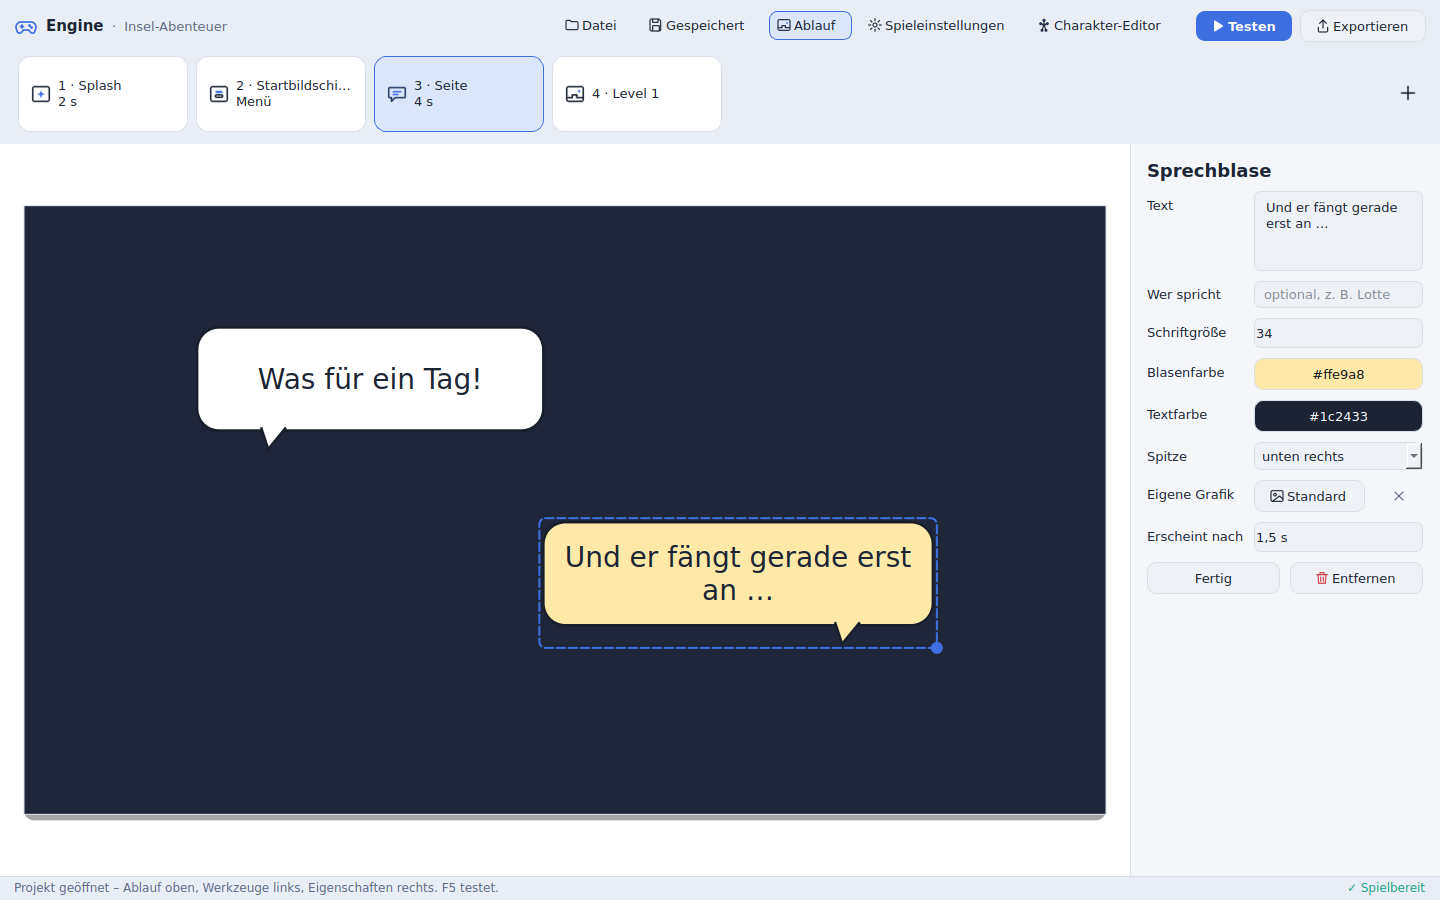 Engine · Insel-Abenteuer
Datei
Gespeichert
Ablauf
Spieleinstellungen
Charakter-Editor
Testen
Exportieren
1 · Splash
2 s
2 · Startbildschi...
Menü
3 · Seite
4 s
4 · Level 1
Was für ein Tag!
Und er fängt gerade erst
an ...
Sprechblase
Text
Und er fängt gerade
erst an ...
Wer spricht
optional, z. B. Lotte
Schriftgröße
34
Blasenfarbe
#ffe9a8
Textfarbe
#1c2433
Spitze
unten rechts
Eigene Grafik
Standard
Erscheint nach
1,5 s
Fertig
Entfernen
Projekt geöffnet – Ablauf oben, Werkzeuge links, Eigenschaften rechts. F5 testet.
✓ Spielbereit